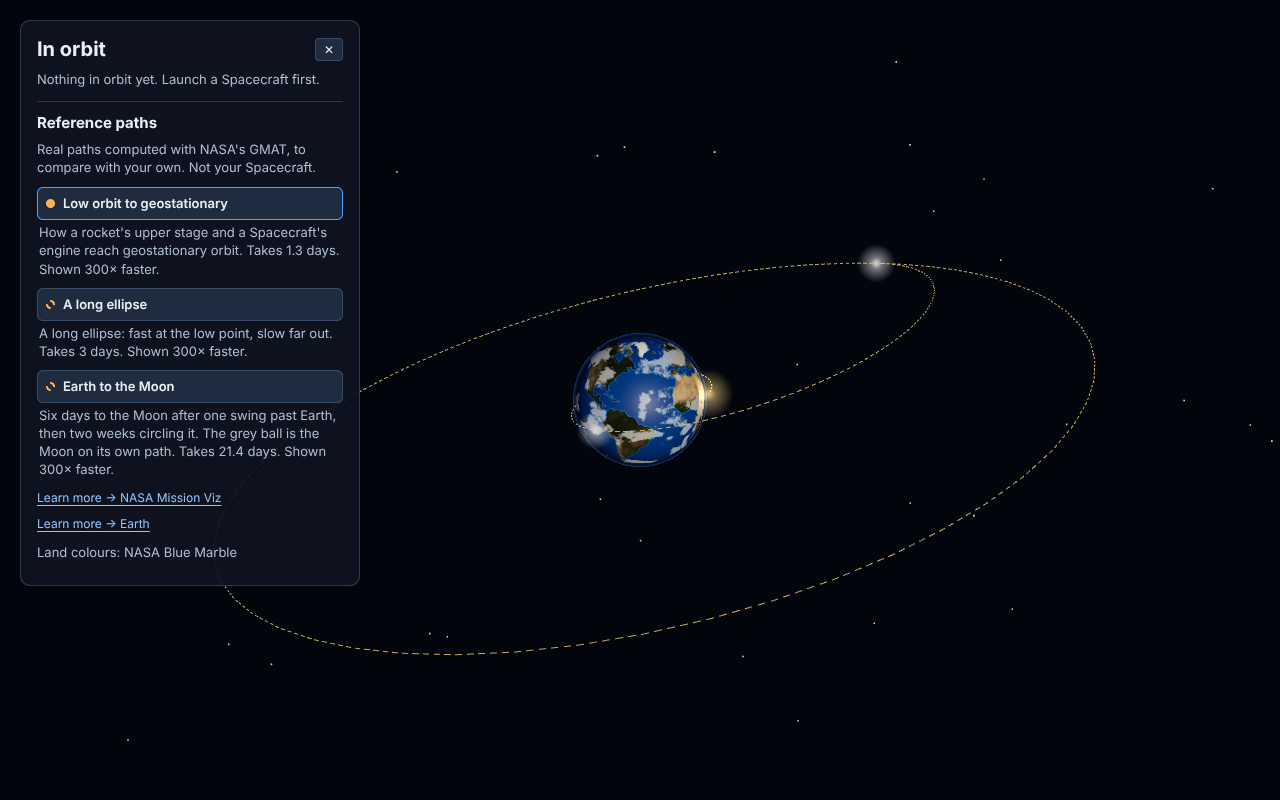 In orbit
✕
Nothing in orbit yet. Launch a Spacecraft first.
Reference paths
Real paths computed with NASA's GMAT, to
compare with your own. Not your Spacecraft.
Low orbit to geostationary
How a rocket's upper stage and a Spacecraft's
engine reach geostationary orbit. Takes 1.3 days.
Shown 300× faster.
A long ellipse
A long ellipse: fast at the low point, slow far out.
Takes 3 days. Shown 300× faster.
Earth to the Moon
Six days to the Moon after one swing past Earth,
then two weeks circling it. The grey ball is the
Moon on its own path. Takes 21.4 days. Shown
300× faster.
Learn more → NASA Mission Viz
Learn more → Earth
Land colours: NASA Blue Marble